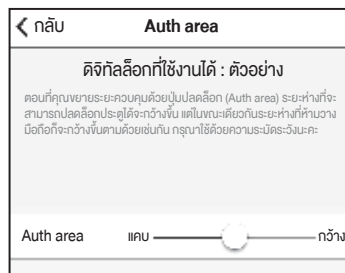 กลับ Auth area
ดิจิทัลล็อกที่ใช้งานได้ : ตัวอย่าง
ตอนที่คุณขยายระยะควบคุมด้วยปุ่มปลดล็อก (Auth area) ระยะห่างที่จะ
สามารถปลดล็อกประตูได้จะกว้างขึ้น แต่ในขณะเดียวกันระยะห่างที่ห้ามวาง
มือถือก็จะกว้างขึ้นตามด้วยเช่นกัน กรุณาใช้ด้วยความระมัดระวังนะคะ
Auth area แคบ กว้าง